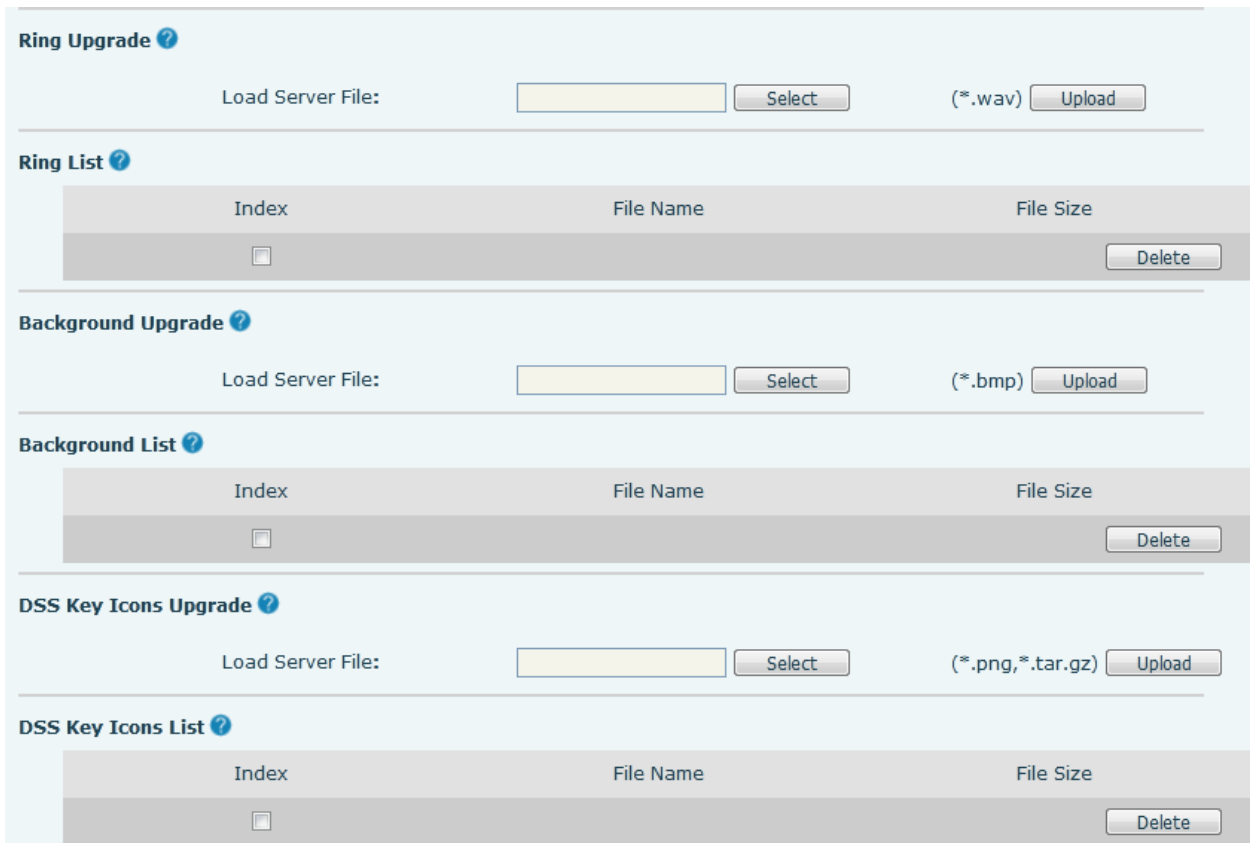 Ring Upgrade ?
Load Server File: Select (*.wav) Upload
Ring List ?
Index File Name File Size
Delete
Background Upgrade ?
Load Server File: Select (*.bmp) Upload
Background List ?
Index File Name File Size
Delete
DSS Key Icons Upgrade ?
Load Server File: Select (*.png,*.tar.gz) Upload
DSS Key Icons List ?
Index File Name File Size
Delete